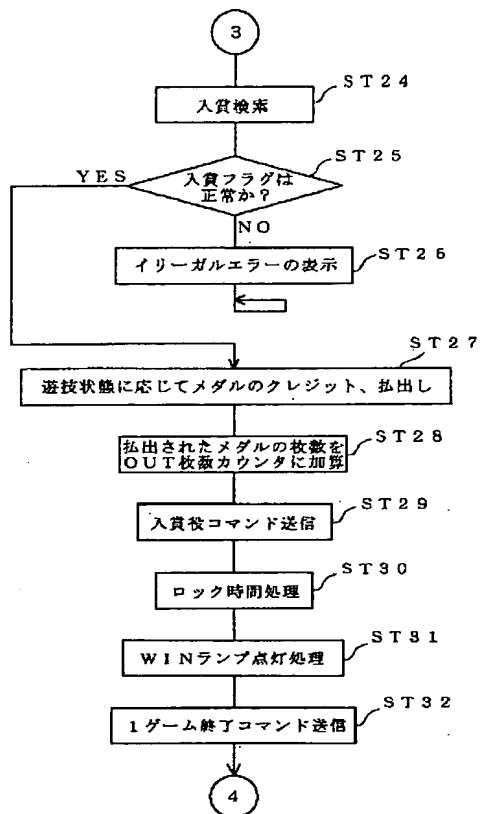 3
ST24
入賞検索
ST25
YES
入賞フラグは
正常か?
NO
ST26
イリーガルエラーの表示
ST27
遊技状態に応じてメダルのクレジット、払出し
ST28
払出されたメダルの枚数を
OUT枚数カウンタに加算
ST29
入賞役コマンド送信
ST30
ロック時間処理
ST31
WINランプ点灯処理
ST32
1ゲーム終了コマンド送信
4